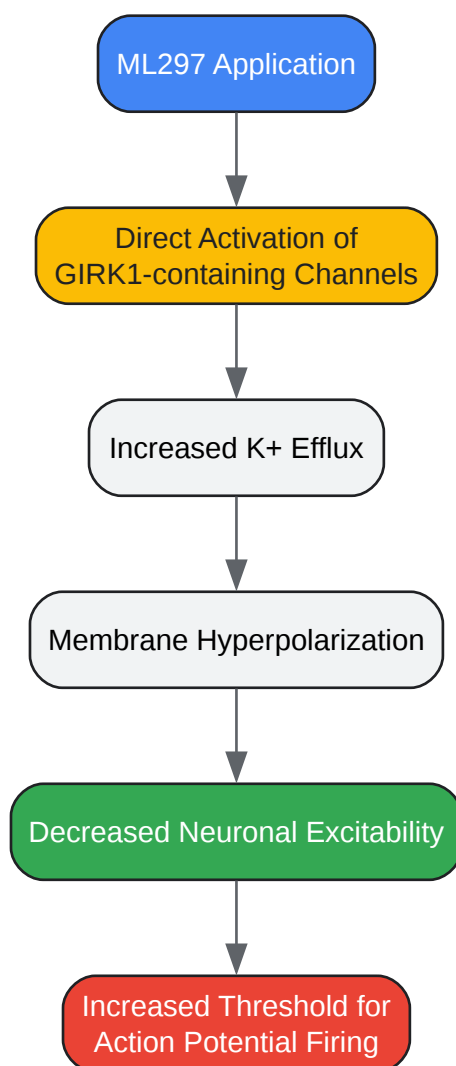 ML297 Application
Direct Activation of
GIRK1-containing Channels
Increased K+ Efflux
Membrane Hyperpolarization
Decreased Neuronal Excitability
Increased Threshold for
Action Potential Firing